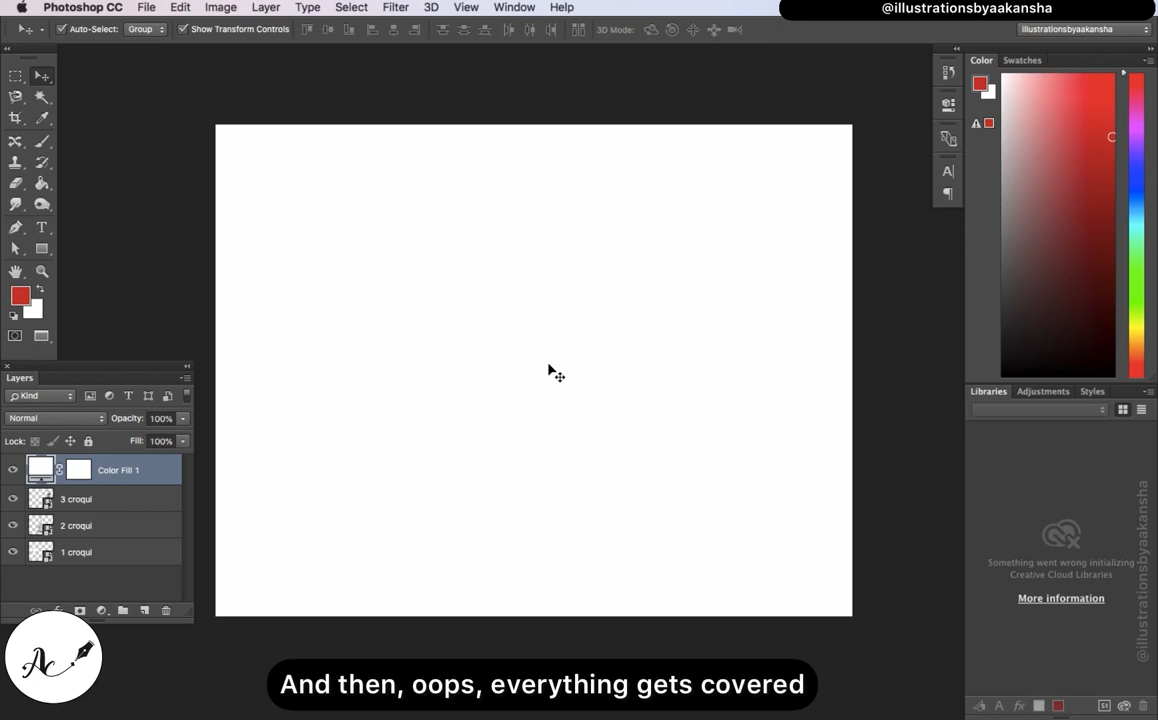 Photoshop CC File Edit Image Layer Type Select Filter 3D View Window Help
@illustrationsbyaakansha
Auto-Select: Group Show Transform Controls 3D Mode: illustrationsbyaakansha
Color Swatches
Layers
Kind
Normal Opacity: 100%
Lock: Fill: 100%
Color Fill 1
3 croqui
2 croqui
1 croqui
Libraries Adjustments Styles
Something went wrong initializing
Creative Cloud Libraries
More information
@illustrationsbyaakansha
Ac
And then, oops, everything gets covered